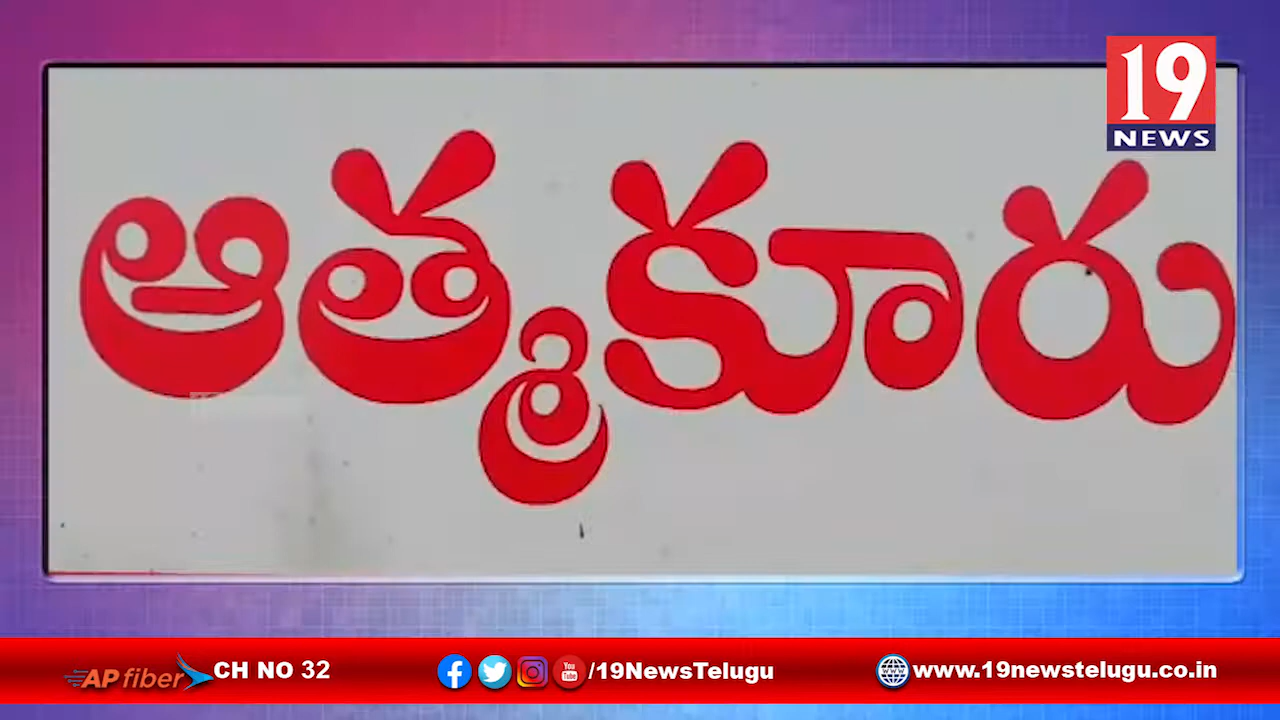 19
NEWS
ఆత్మకూరు
APfiber CH NO 32 /19NewsTelugu www.19newstelugu.co.in